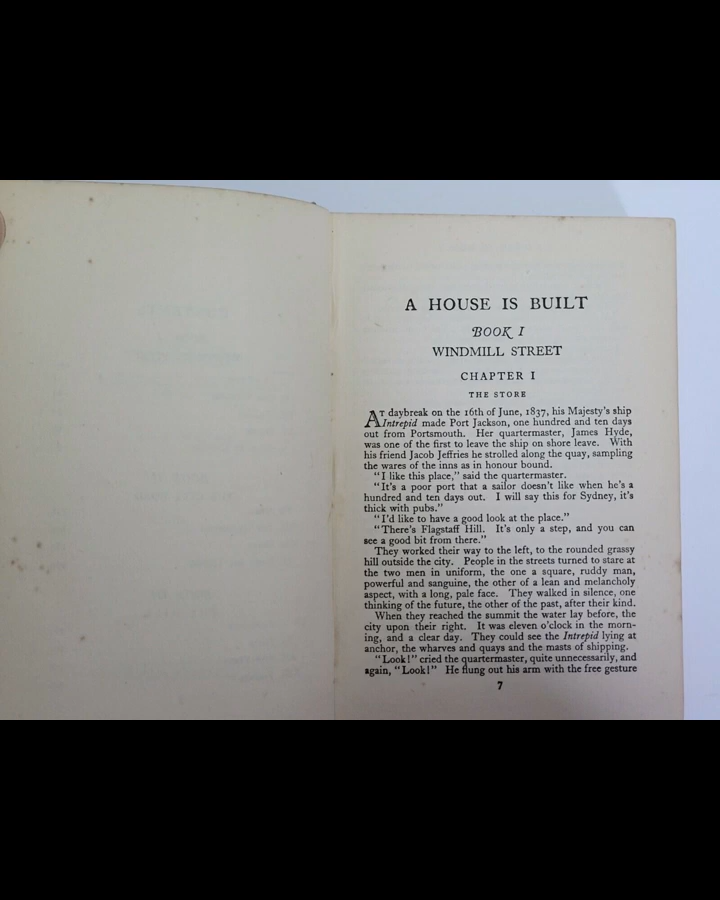 A HOUSE IS BUILT
BOOK I
WINDMILL STREET
CHAPTER I
THE STORE
AT daybreak on the 16th of June, 1837, his Majesty's ship
Intrepid made Port Jackson, one hundred and ten days
out from Portsmouth. Her quartermaster, James Hyde,
was one of the first to leave the ship on shore leave. With
his friend Jacob Jeffries he strolled along the quay, sampling
the wares of the inns as in honour bound.
"I like this place," said the quartermaster.
"It's a poor port that a sailor doesn't like when he's a
hundred and ten days out. I will say this for Sydney, it's
thick with pubs."
"I'd like to have a good look at the place."
"There's Flagstaff Hill. It's only a step, and you can
see a good bit from there."
They worked their way to the left, to the rounded grassy
hill outside the city. People in the streets turned to stare at
the two men in uniform, the one a square, ruddy man,
powerful and sanguine, the other of a lean and melancholy
aspect, with a long, pale face. They walked in silence, one
thinking of the future, the other of the past, after their kind.
When they reached the summit the water lay before, the
city upon their right. It was eleven o'clock in the morn-
ing, and a clear day. They could see the Intrepid lying at
anchor, the wharves and quays and the masts of shipping.
"Look!" cried the quartermaster, quite unnecessarily, and
again, "Look!" He flung out his arm with the free gesture
7